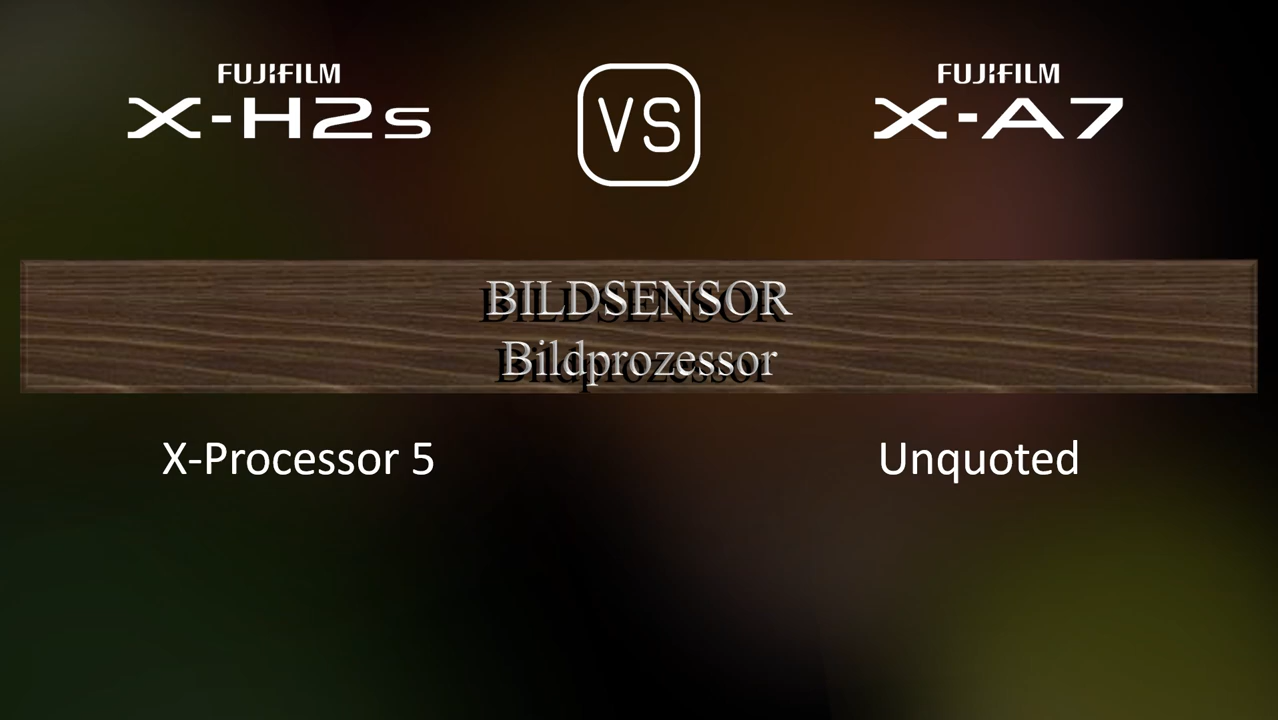 FUJIFILM
X-H2s
VS
FUJIFILM
X-A7
BILDSENSOR
Bildprozessor
X-Processor 5
Unquoted